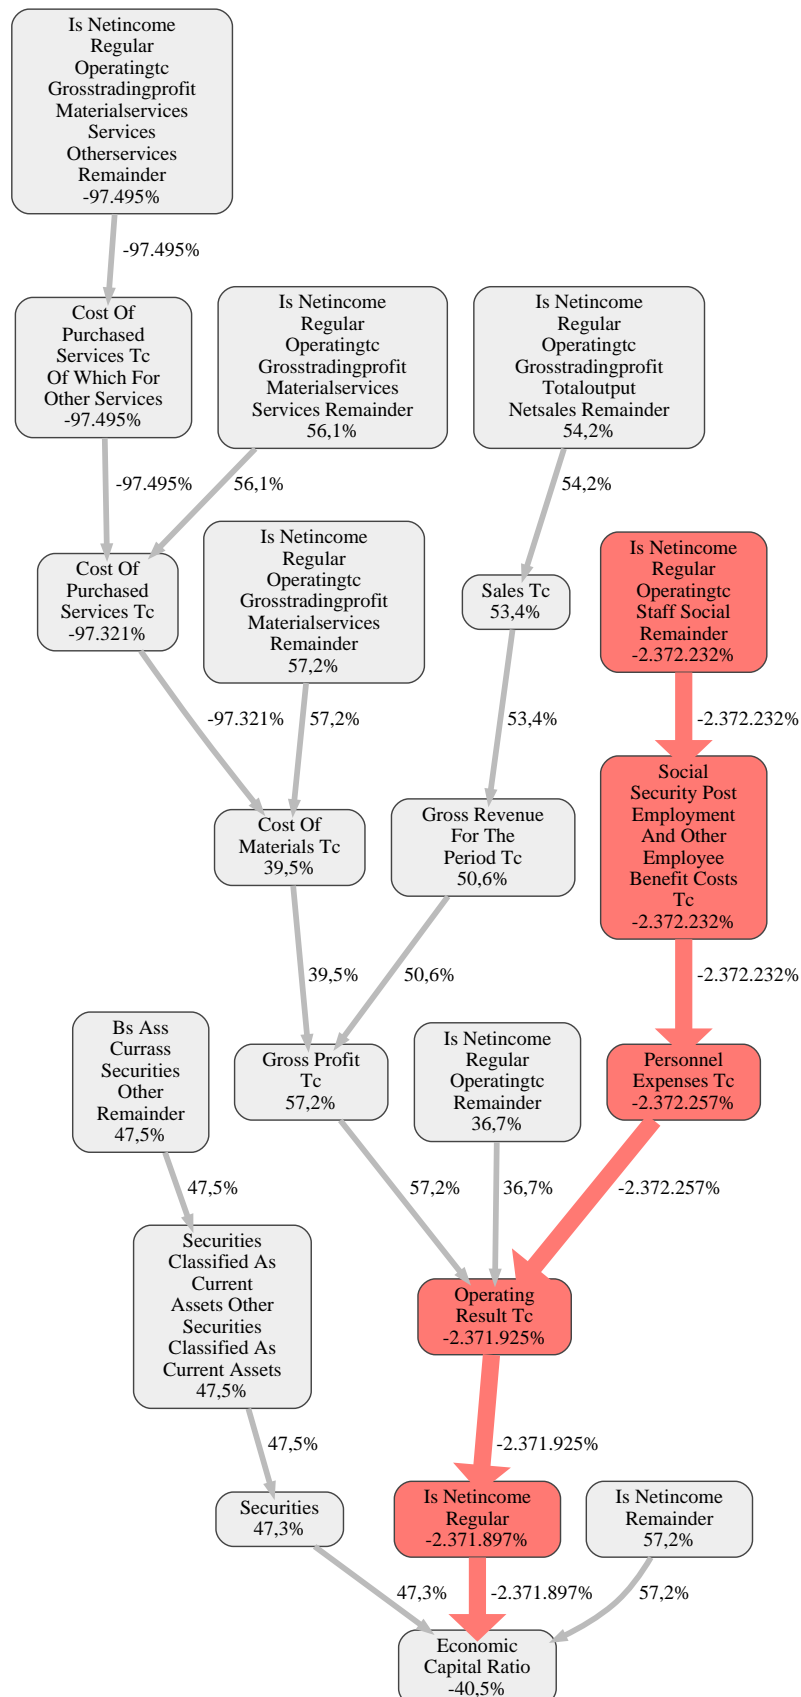 Is Netincome
Regular
Operatingtc
Grosstradingprofit
Materialservices
Services
Otherservices
Remainder
-97.495%
-97.495%
Cost Of
Purchased
Services Tc
Of Which For
Other Services
-97.495%
Is Netincome
Regular
Operatingtc
Grosstradingprofit
Materialservices
Services Remainder
56,1%
Is Netincome
Regular
Operatingtc
Grosstradingprofit
Totaloutput
Netsales Remainder
54,2%
-97.495%
56,1%
54,2%
Cost Of
Purchased
Services Tc
-97.321%
Is Netincome
Regular
Operatingtc
Grosstradingprofit
Materialservices
Remainder
57,2%
Sales Tc
53,4%
Is Netincome
Regular
Operatingtc
Staff Social
Remainder
-2.372.232%
-97.321%
57,2%
53,4%
-2.372.232%
Cost Of
Materials Tc
39,5%
Gross Revenue
For The
Period Tc
50,6%
Social
Security Post
Employment
And Other
Employee
Benefit Costs
Tc
-2.372.232%
39,5%
50,6%
-2.372.232%
Bs Ass
Currass
Securities
Other
Remainder
47,5%
Gross Profit
Tc
57,2%
Is Netincome
Regular
Operatingtc
Remainder
36,7%
Personnel
Expenses Tc
-2.372.257%
47,5%
57,2%
36,7%
-2.372.257%
Securities
Classified As
Current
Assets Other
Securities
Classified As
Current Assets
47,5%
Operating
Result Tc
-2.371.925%
47,5%
-2.371.925%
Securities
47,3%
Is Netincome
Regular
-2.371.897%
Is Netincome
Remainder
57,2%
47,3%
-2.371.897%
57,2%
Economic
Capital Ratio
-40,5%